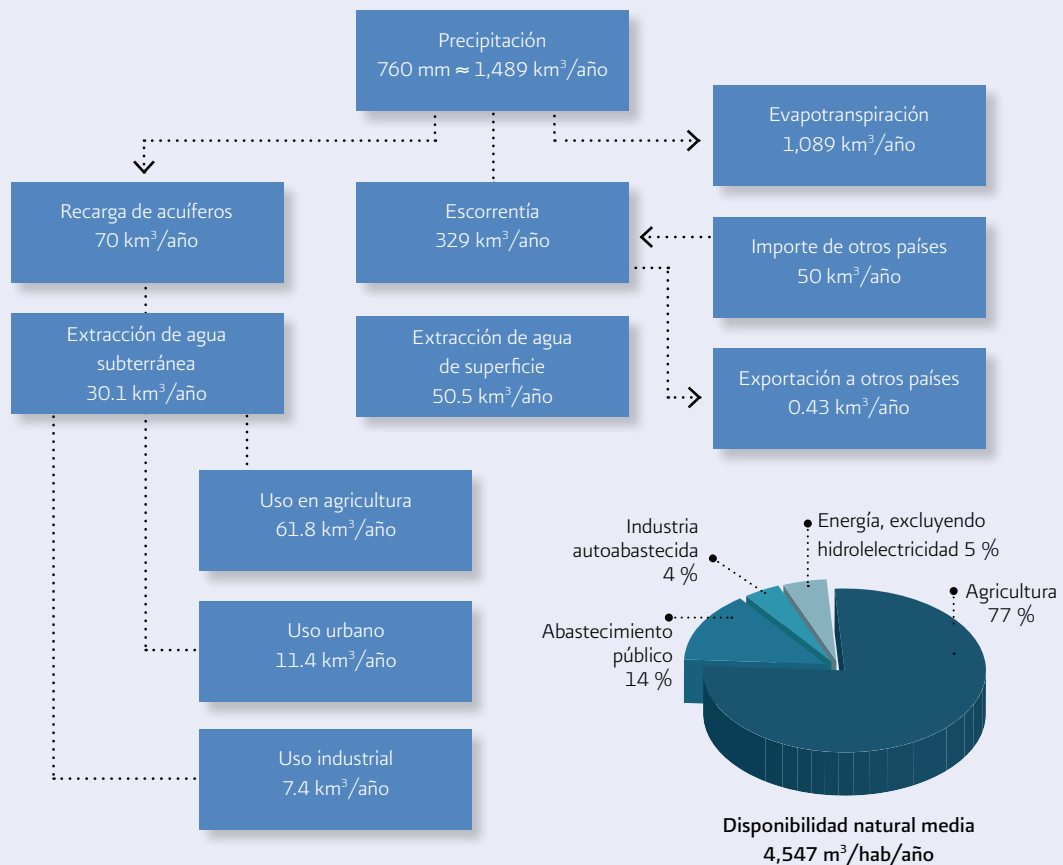 Precipitación
760 mm ≈ 1,489 km³/año
Evapotranspiración
1,089 km³/año
Recarga de acuíferos
70 km³/año
Escorrentía
329 km³/año
Importe de otros países
50 km³/año
Extracción de agua
subterránea
30.1 km³/año
Extracción de agua
de superficie
50.5 km³/año
Exportación a otros países
0.43 km³/año
Uso en agricultura
61.8 km³/año
Uso urbano
11.4 km³/año
Uso industrial
7.4 km³/año
Industria
autoabastecida
4 %
Energía, excluyendo
hidrolelectricidad 5 %
Agricultura
77 %
Abastecimiento
público
14 %
Disponibilidad natural media
4,547 m³/hab/año